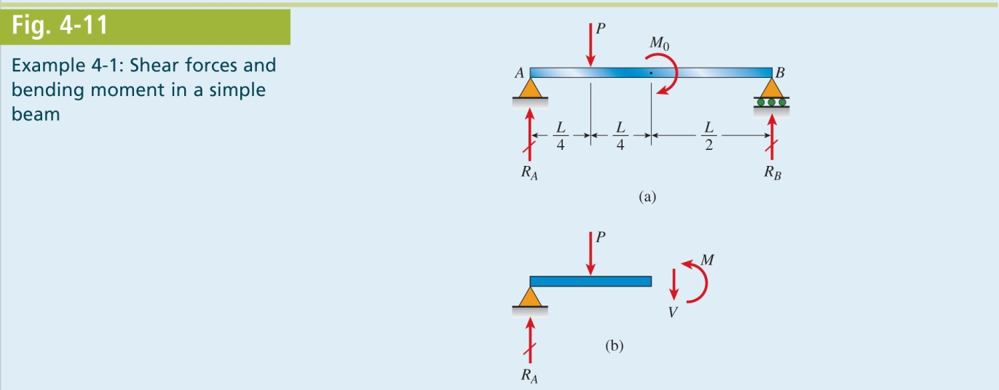 Fig. 4-11
Example 4-1: Shear forces and
bending moment in a simple
beam
P
M0
A
B
L
4
L
4
L
2
RA
RB
(a)
P
M
V
(b)
RA